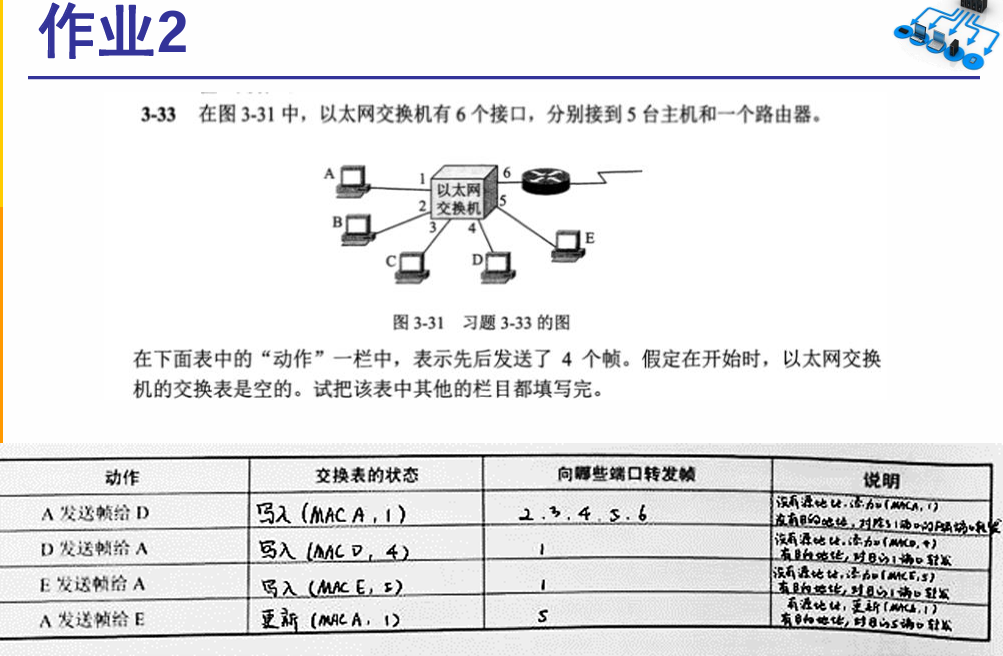 作业2
3-33 在图 3-31 中，以太网交换机有 6 个接口，分别接到 5 台主机和一个路由器。
A
1
以太网
交换机
6
B
2
3
4
5
E
C
D
图 3-31 习题 3-33 的图
在下面表中的“动作”一栏中，表示先后发送了 4 个帧。假定在开始时，以太网交换
机的交换表是空的。试把该表中其他的栏目都填写完。
动作 交换表的状态 向哪些端口转发帧 说明
A 发送帧给 D 写入 (MAC A, 1) 2.3.4.5.6 没有源地址,添加(MACA,1)
没有目的地址,对除1端口的
D 发送帧给 A 写入 (MAC D, 4) 1 没有源地址,添加(MACD,4)
有目的地址,对目的1端口转发
E 发送帧给 A 写入 (MAC E, 5) 1 没有源地址,添加(MACE,5)
有目的地址,对目的1端口转发
A 发送帧给 E 更新 (MAC A, 1) 5 有源地址,更新(MACA,1)
有目的地址,对目的5端口转发